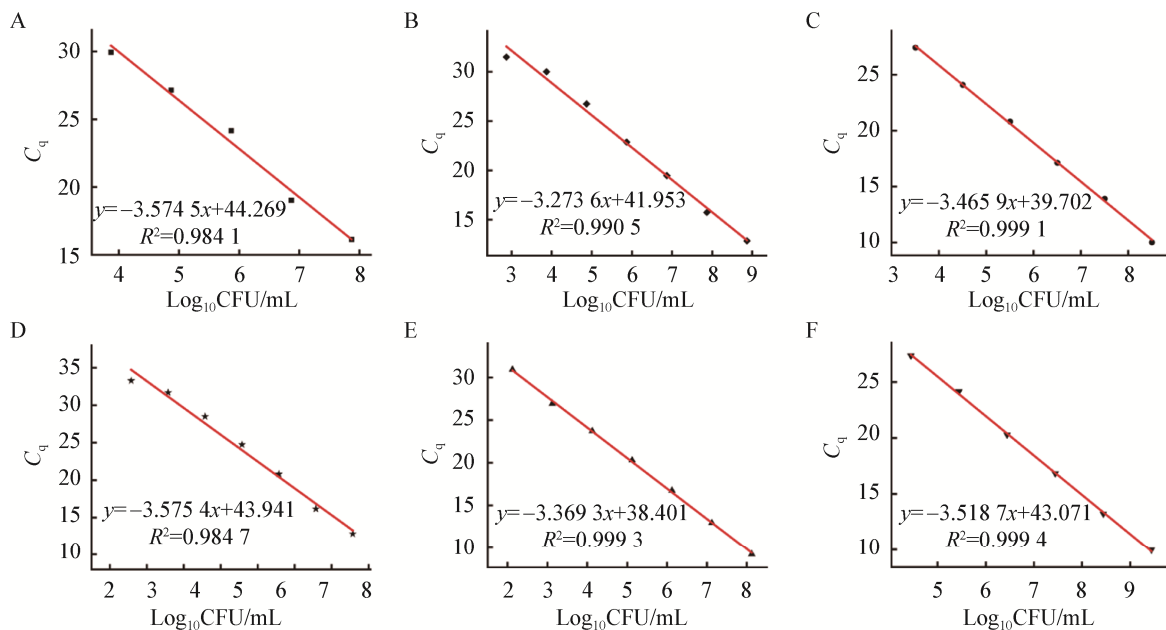 A
30
25
20
15
C_q
y=−3.574 5x+44.269
R²=0.984 1
4 5 6 7 8
Log₁₀CFU/mL
B
30
25
20
15
C_q
y=−3.273 6x+41.953
R²=0.990 5
3 4 5 6 7 8 9
Log₁₀CFU/mL
C
25
20
15
10
C_q
y=−3.465 9x+39.702
R²=0.999 1
3 4 5 6 7 8
Log₁₀CFU/mL
D
35
30
25
20
15
10
C_q
y=−3.575 4x+43.941
R²=0.984 7
2 3 4 5 6 7 8
Log₁₀CFU/mL
E
30
25
20
15
10
C_q
y=−3.369 3x+38.401
R²=0.999 3
2 3 4 5 6 7 8
Log₁₀CFU/mL
F
25
20
15
10
C_q
y=−3.518 7x+43.071
R²=0.999 4
5 6 7 8 9
Log₁₀CFU/mL